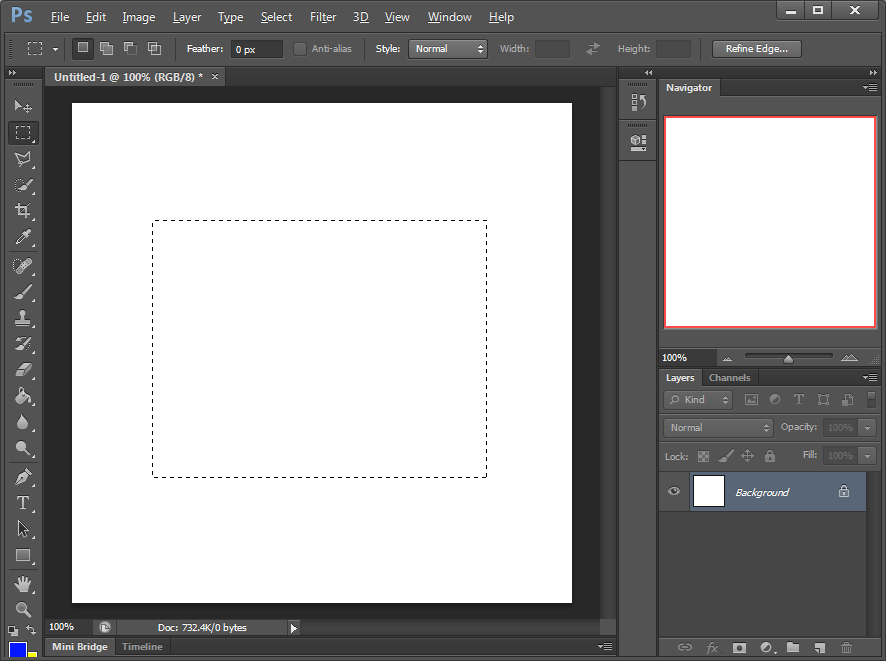 Ps File Edit Image Layer Type Select Filter 3D View Window Help
Feather: 0 px Anti-alias Style: Normal Width: Height: Refine Edge...
Untitled-1 @ 100% (RGB/8) * ×
Navigator
100%
Layers Channels
Kind T
Normal Opacity: 100%
Lock: Fill: 100%
Background
T
100% Doc: 732.4K/0 bytes
Mini Bridge Timeline
fx